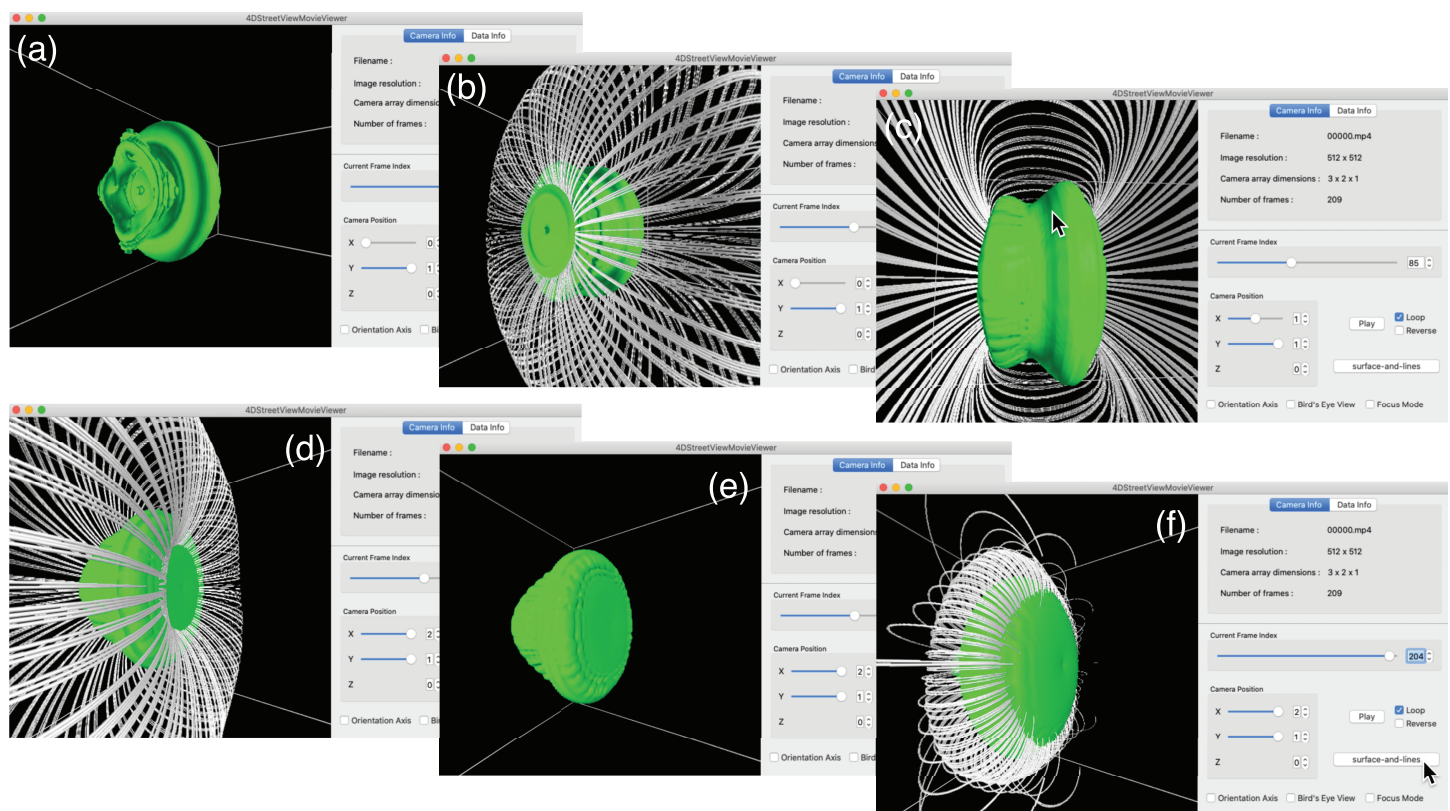 4DStreetViewMovieViewer
(a)
Camera Info Data Info
Filename :
Image resolution :
Camera array dimensio
Number of frames :
Current Frame Index
Camera Position
X 0
Y 1
Z 0
Orientation Axis Bi
4DStreetViewMovieViewer
(b)
Camera Info Data Info
Filename :
Image resolution :
Camera array dimensions
Number of frames :
Current Frame Index
Camera Position
X 0
Y 1
Z 0
Orientation Axis Bird
4DStreetViewMovieViewer
(c)
Camera Info Data Info
Filename : 00000.mp4
Image resolution : 512 x 512
Camera array dimensions : 3 x 2 x 1
Number of frames : 209
Current Frame Index
85
Camera Position
X 1
Y 1
Z 0
Play
Loop
Reverse
surface-and-lines
Orientation Axis Bird's Eye View Focus Mode
4DStreetViewMovieViewer
(d)
Camera Info Data Info
Filename :
Image resolution :
Camera array dimensio
Number of frames :
Current Frame Index
Camera Position
X 2
Y 1
Z 0
Orientation Axis Bi
4DStreetViewMovieViewer
(e)
Camera Info Data Info
Filename :
Image resolution :
Camera array dimensions
Number of frames :
Current Frame Index
Camera Position
X 2
Y 1
Z 0
Orientation Axis Bird
4DStreetViewMovieViewer
(f)
Camera Info Data Info
Filename : 00000.mp4
Image resolution : 512 x 512
Camera array dimensions : 3 x 2 x 1
Number of frames : 209
Current Frame Index
204
Camera Position
X 2
Y 1
Z 0
Play
Loop
Reverse
surface-and-lines
Orientation Axis Bird's Eye View Focus Mode